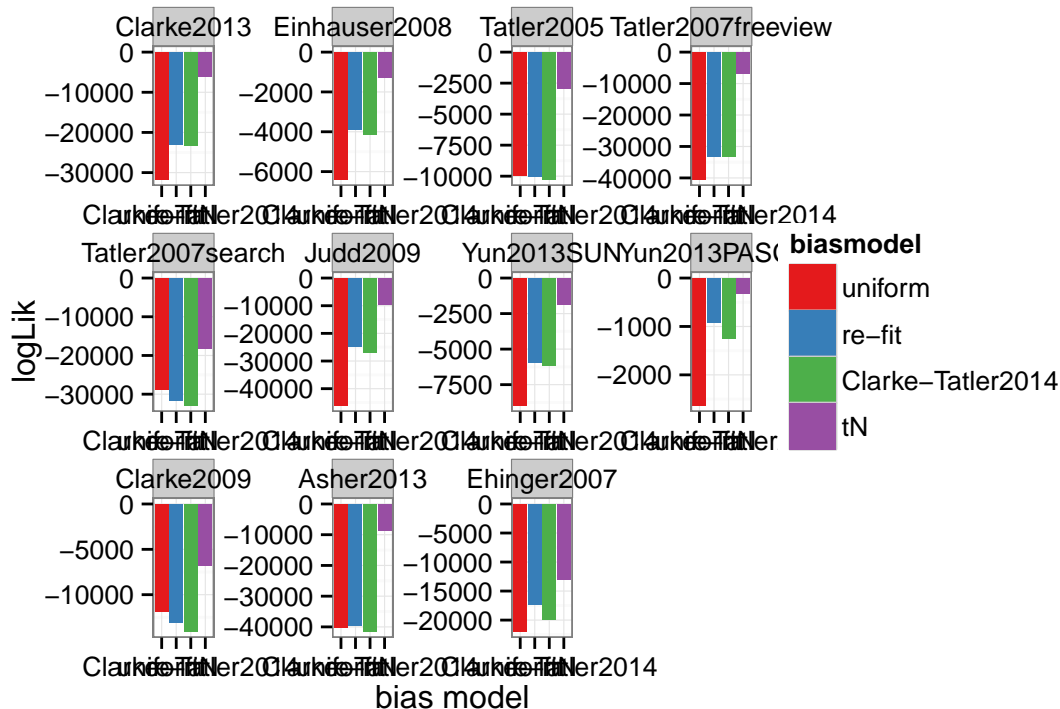 Clarke2013 Einhauser2008 Tatler2005 Tatler2007freeview
0 0 0 0
−10000 −2000 −2500 −10000
−20000 −4000 −5000 −20000
−30000 −6000 −7500 −30000
−10000 −40000
Tatler2007search Judd2009 Yun2013SUN Yun2013PASC
0 0 0 0
−10000 −10000 −2500 −1000
−20000 −20000 −5000 −2000
−30000 −30000 −7500
−40000
Clarke2009 Asher2013 Ehinger2007
0 0 0
−5000 −10000 −5000
−10000 −20000 −10000
−30000 −15000
−40000 −20000
logLik
bias model
biasmodel
uniform
re−fit
Clarke−Tatler2014
tN